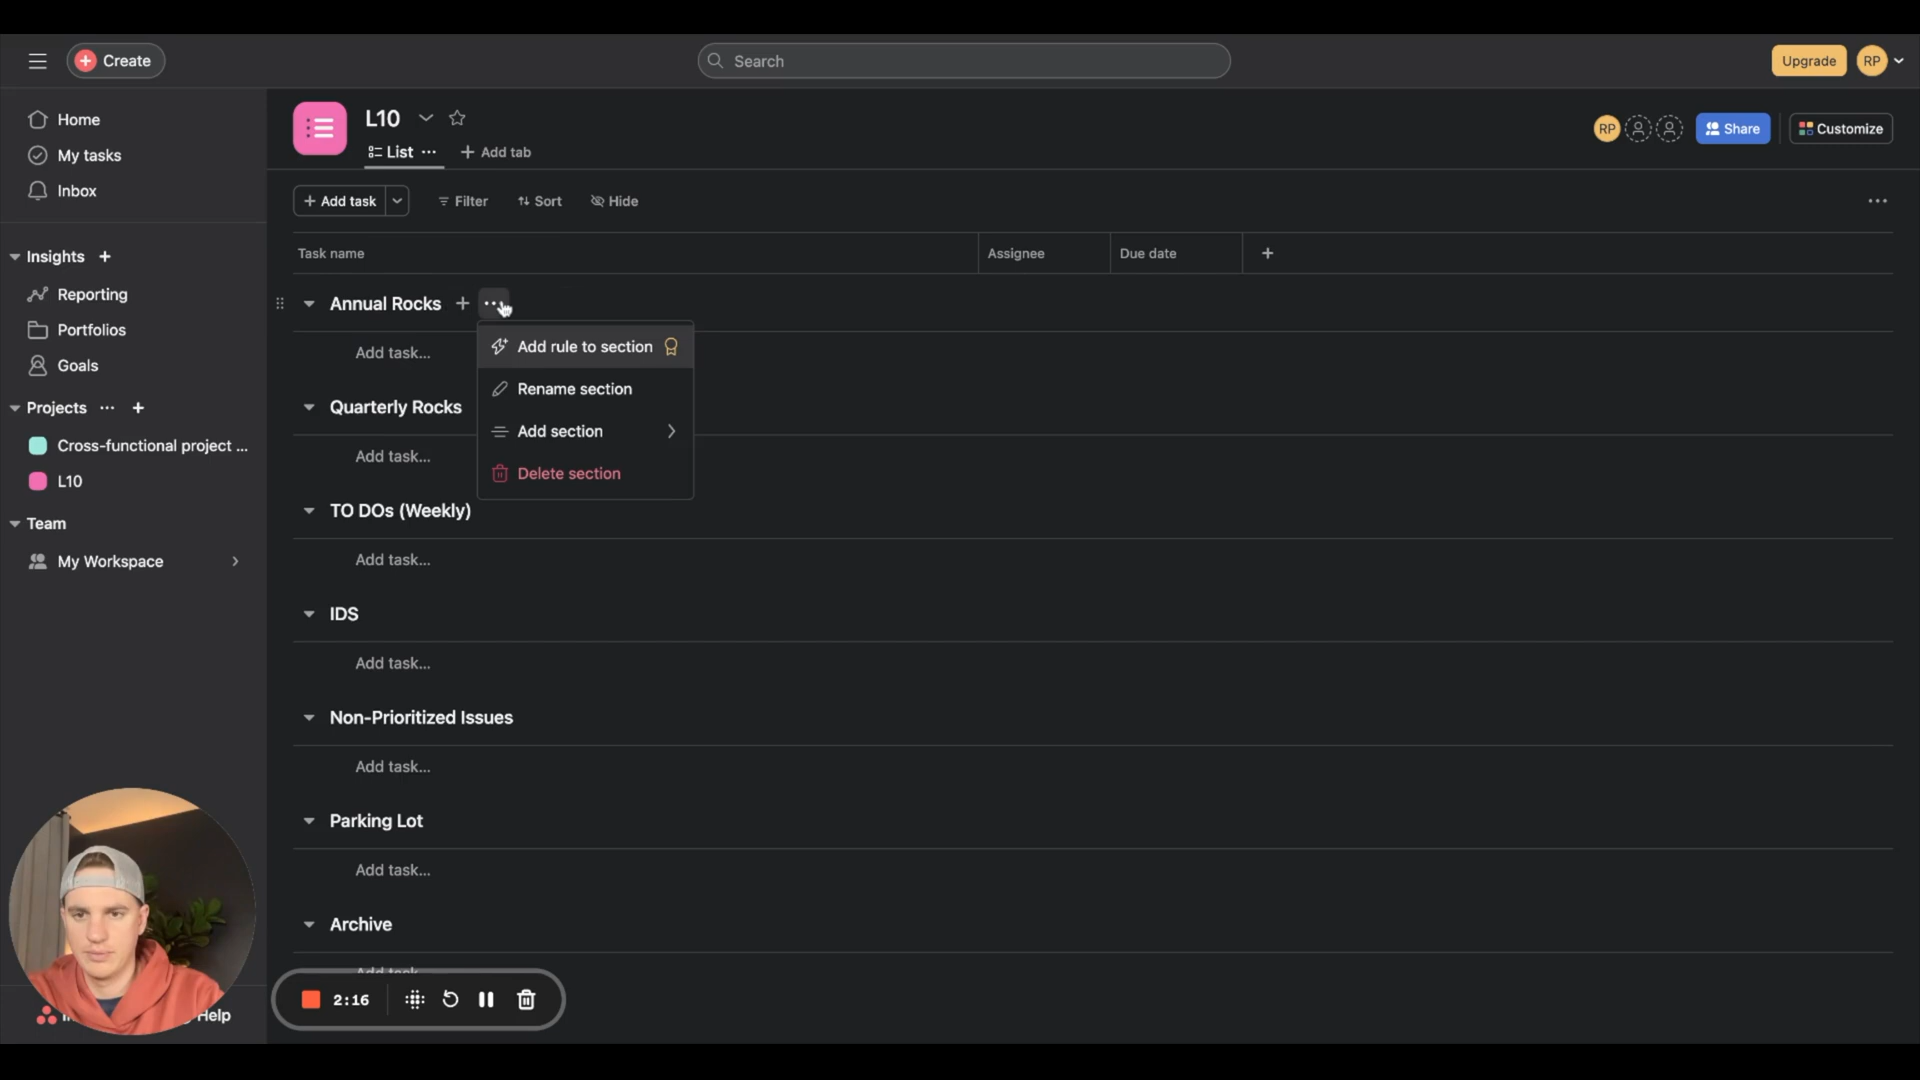 Create
Search
Upgrade
RP
Home
My tasks
Inbox
Insights
Reporting
Portfolios
Goals
Projects
Cross-functional project ...
L10
Team
My Workspace
Help
L10
List
Add tab
RP
Share
Customize
Add task
Filter
Sort
Hide
Task name
Assignee
Due date
Annual Rocks
Add task...
Add rule to section
Rename section
Add section
Delete section
Quarterly Rocks
Add task...
TO DOs (Weekly)
Add task...
IDS
Add task...
Non-Prioritized Issues
Add task...
Parking Lot
Add task...
Archive
Add task...
2:16